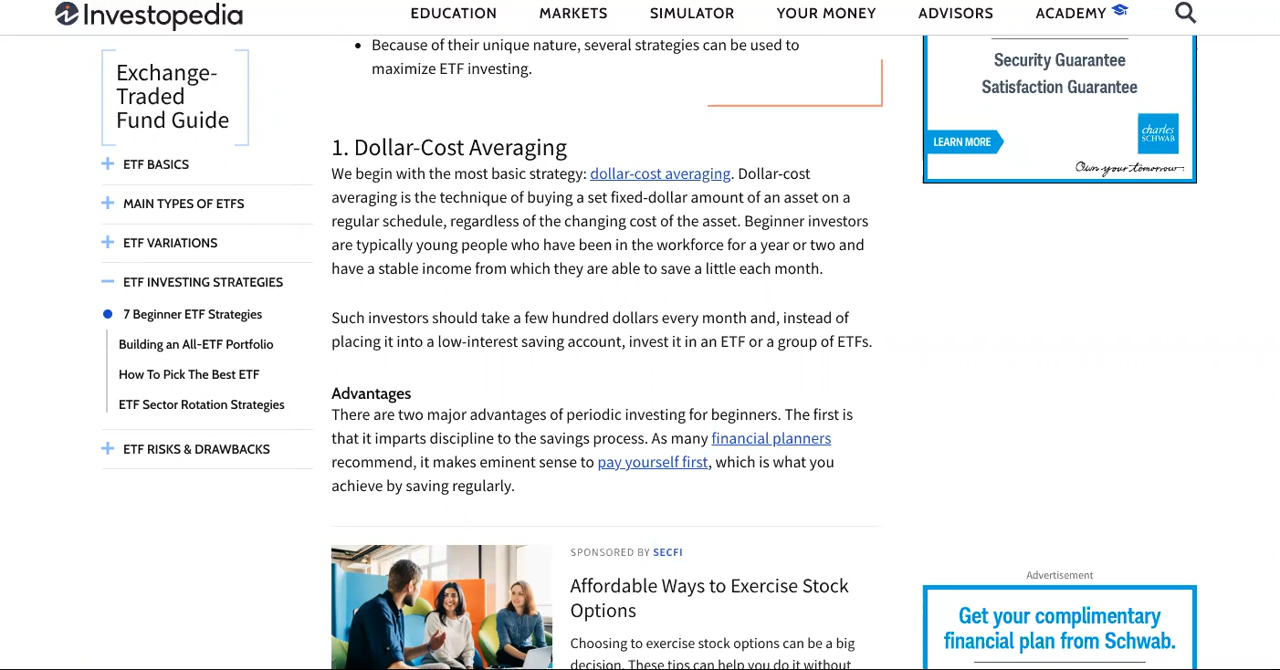 Investopedia
EDUCATION
MARKETS
SIMULATOR
YOUR MONEY
ADVISORS
ACADEMY
Exchange-
Traded
Fund Guide
ETF BASICS
MAIN TYPES OF ETFS
ETF VARIATIONS
ETF INVESTING STRATEGIES
7 Beginner ETF Strategies
Building an All-ETF Portfolio
How To Pick The Best ETF
ETF Sector Rotation Strategies
ETF RISKS & DRAWBACKS
• Because of their unique nature, several strategies can be used to
maximize ETF investing.
1. Dollar-Cost Averaging
We begin with the most basic strategy: dollar-cost averaging. Dollar-cost
averaging is the technique of buying a set fixed-dollar amount of an asset on a
regular schedule, regardless of the changing cost of the asset. Beginner investors
are typically young people who have been in the workforce for a year or two and
have a stable income from which they are able to save a little each month.
Such investors should take a few hundred dollars every month and, instead of
placing it into a low-interest saving account, invest it in an ETF or a group of ETFs.
Advantages
There are two major advantages of periodic investing for beginners. The first is
that it imparts discipline to the savings process. As many financial planners
recommend, it makes eminent sense to pay yourself first, which is what you
achieve by saving regularly.
SPONSORED BY SECFI
Affordable Ways to Exercise Stock
Options
Choosing to exercise stock options can be a big
decision. These tips can help you do it without
Security Guarantee
Satisfaction Guarantee
LEARN MORE
charles
SCHWAB
Own your tomorrow.
Advertisement
Get your complimentary
financial plan from Schwab.